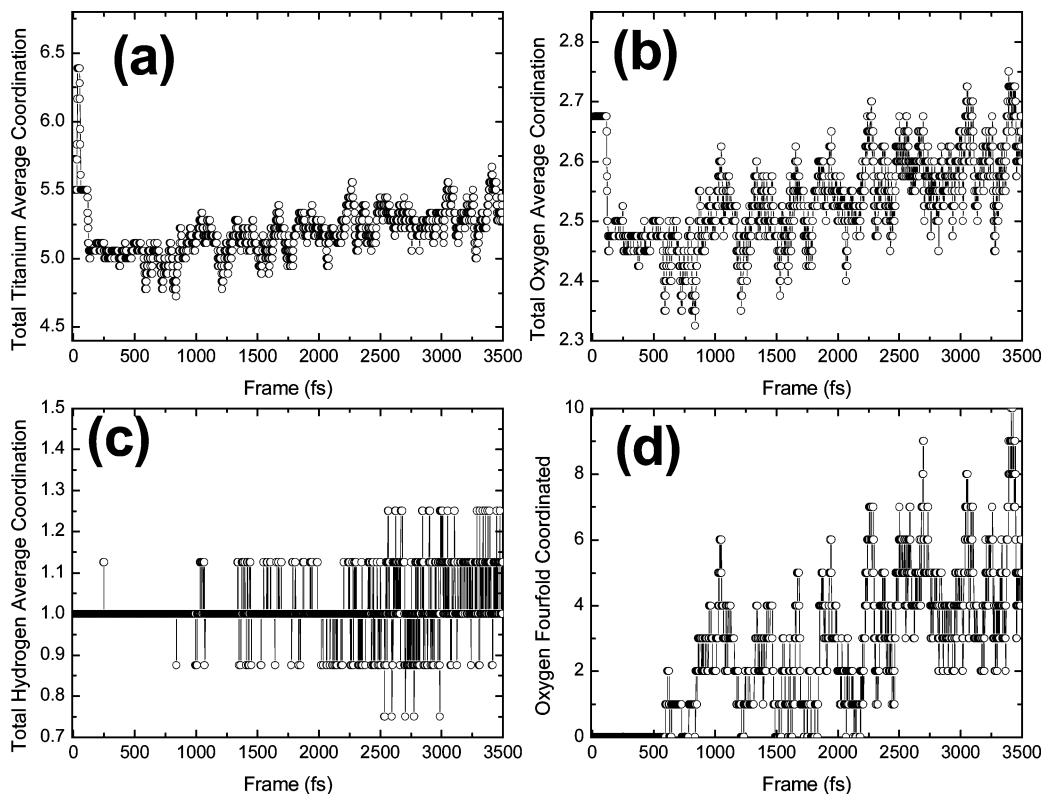 (a)
Total Titanium Average Coordination
6.5
6.0
5.5
5.0
4.5
0 500 1000 1500 2000 2500 3000 3500
Frame (fs)
(b)
Total Oxygen Average Cordination
2.8
2.7
2.6
2.5
2.4
2.3
0 500 1000 1500 2000 2500 3000 3500
Frame (fs)
(c)
Total Hydrogen Average Coordination
1.5
1.4
1.3
1.2
1.1
1.0
0.9
0.8
0.7
0 500 1000 1500 2000 2500 3000 3500
Frame (fs)
(d)
Oxygen Fourfold Coordinated
10
8
6
4
2
0
0 500 1000 1500 2000 2500 3000 3500
Frame (fs)